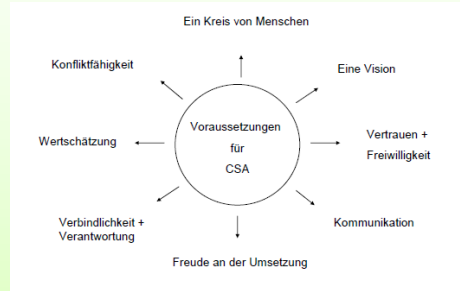 Ein Kreis von Menschen
Konfliktfähigkeit
Eine Vision
Voraussetzungen
für
CSA
Wertschätzung
Vertrauen +
Freiwilligkeit
Verbindlichkeit +
Verantwortung
Kommunikation
Freude an der Umsetzung